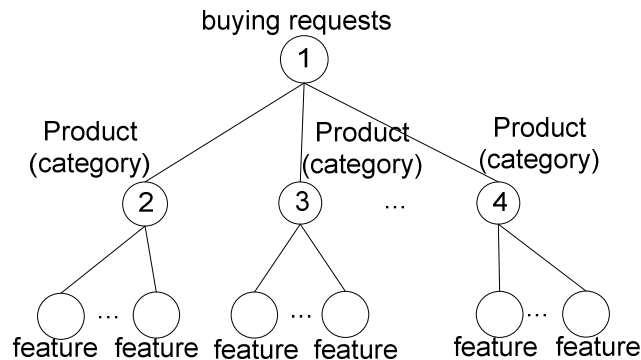 buying requests
1
Product
(category)
Product
(category)
Product
(category)
2
3
...
4
...
...
...
feature feature feature feature feature feature